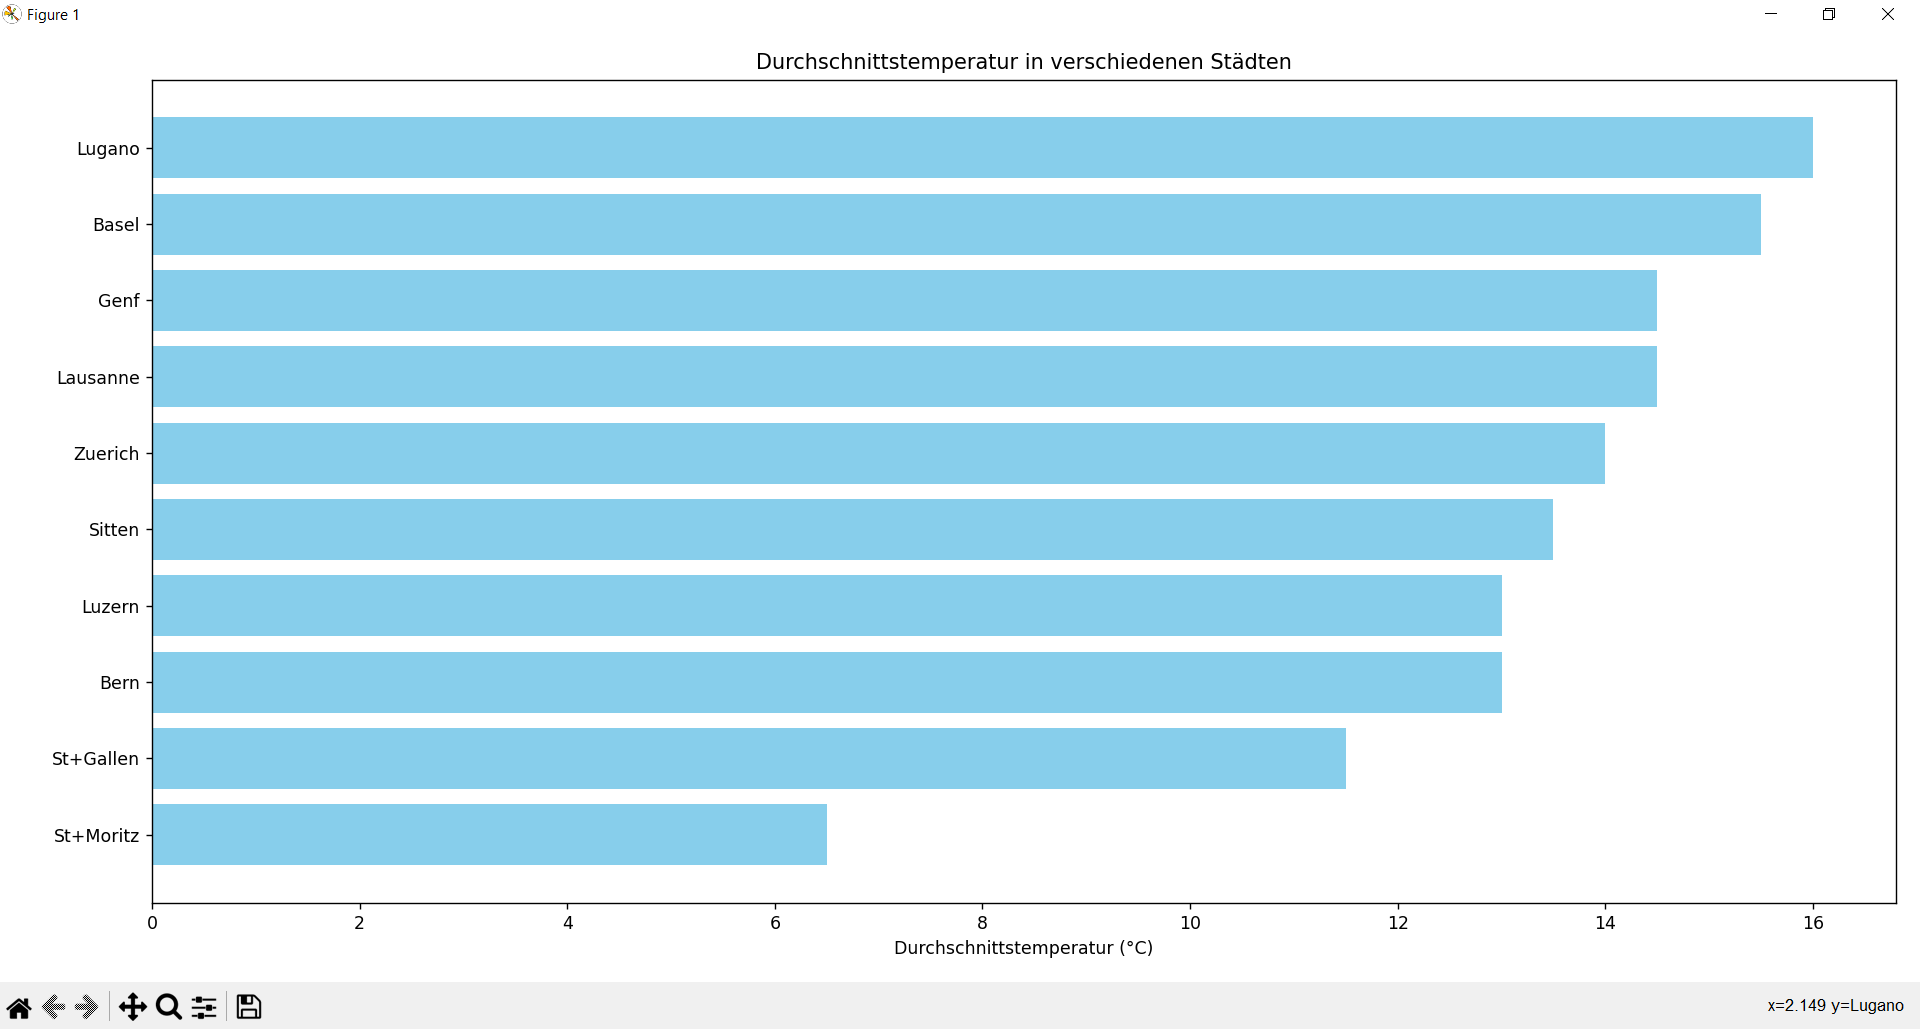 Figure 1
Durchschnittstemperatur in verschiedenen Städten
Lugano
Basel
Genf
Lausanne
Zuerich
Sitten
Luzern
Bern
St+Gallen
St+Moritz
0 2 4 6 8 10 12 14 16
Durchschnittstemperatur (°C)
x=2.149 y=Lugano